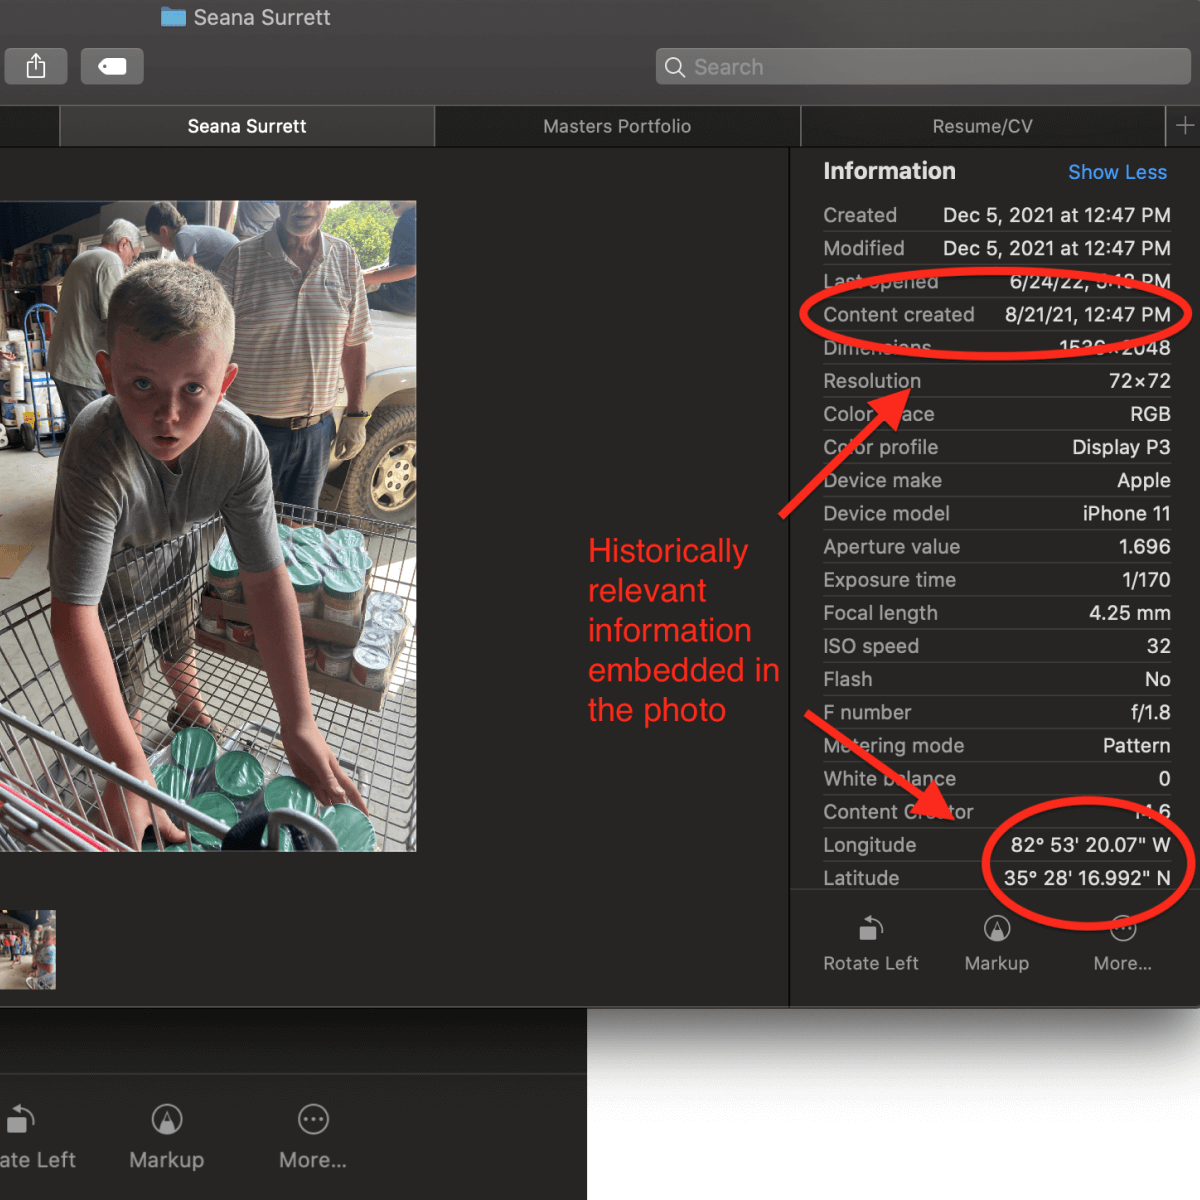 Seana Surrett
Search
Seana Surrett
Masters Portfolio
Resume/CV
Information
Show Less
Created Dec 5, 2021 at 12:47 PM
Modified Dec 5, 2021 at 12:47 PM
Last opened 6/24/22, 5:18 PM
Content created 8/21/21, 12:47 PM
Dimensions 1536×2048
Resolution 72×72
Color space RGB
Color profile Display P3
Device make Apple
Device model iPhone 11
Aperture value 1.696
Exposure time 1/170
Focal length 4.25 mm
ISO speed 32
Flash No
F number f/1.8
Metering mode Pattern
White balance 0
Content Creator 14.6
Longitude 82° 53' 20.07" W
Latitude 35° 28' 16.992" N
Historically
relevant
information
embedded in
the photo
Rotate Left
Markup
More...
ate Left
Markup
More...